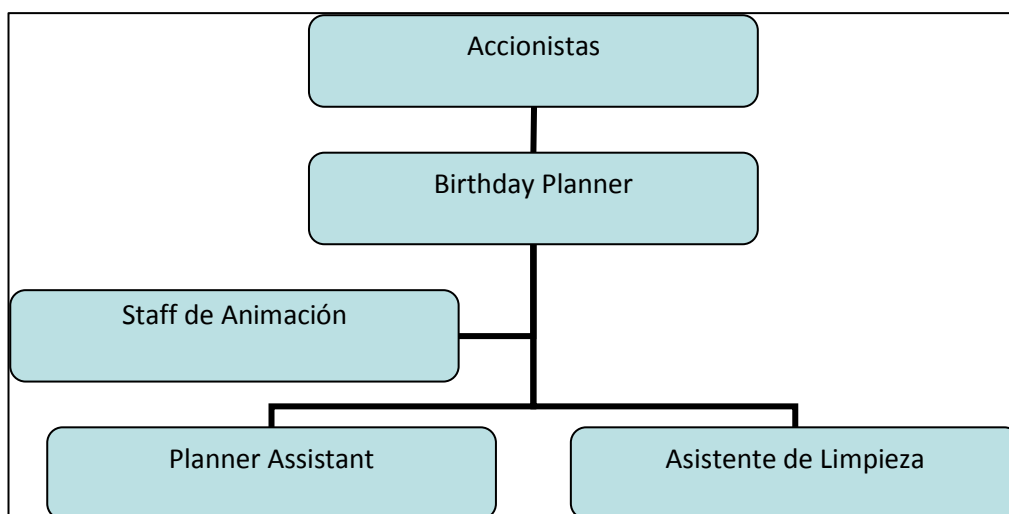 Accionistas
Birthday Planner
Staff de Animación
Planner Assistant
Asistente de Limpieza